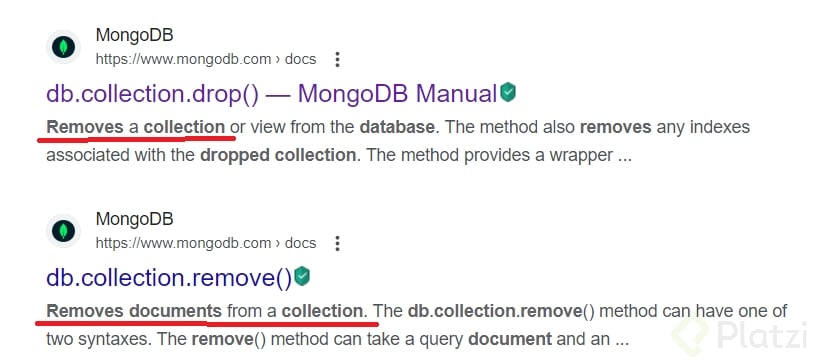 MongoDB
https://www.mongodb.com › docs
db.collection.drop() — MongoDB Manual
Removes a collection or view from the database. The method also removes any indexes
associated with the dropped collection. The method provides a wrapper ...
MongoDB
https://www.mongodb.com › docs
db.collection.remove()
Removes documents from a collection. The db.collection.remove() method can have one of
two syntaxes. The remove() method can take a query document and an ...
Platzi